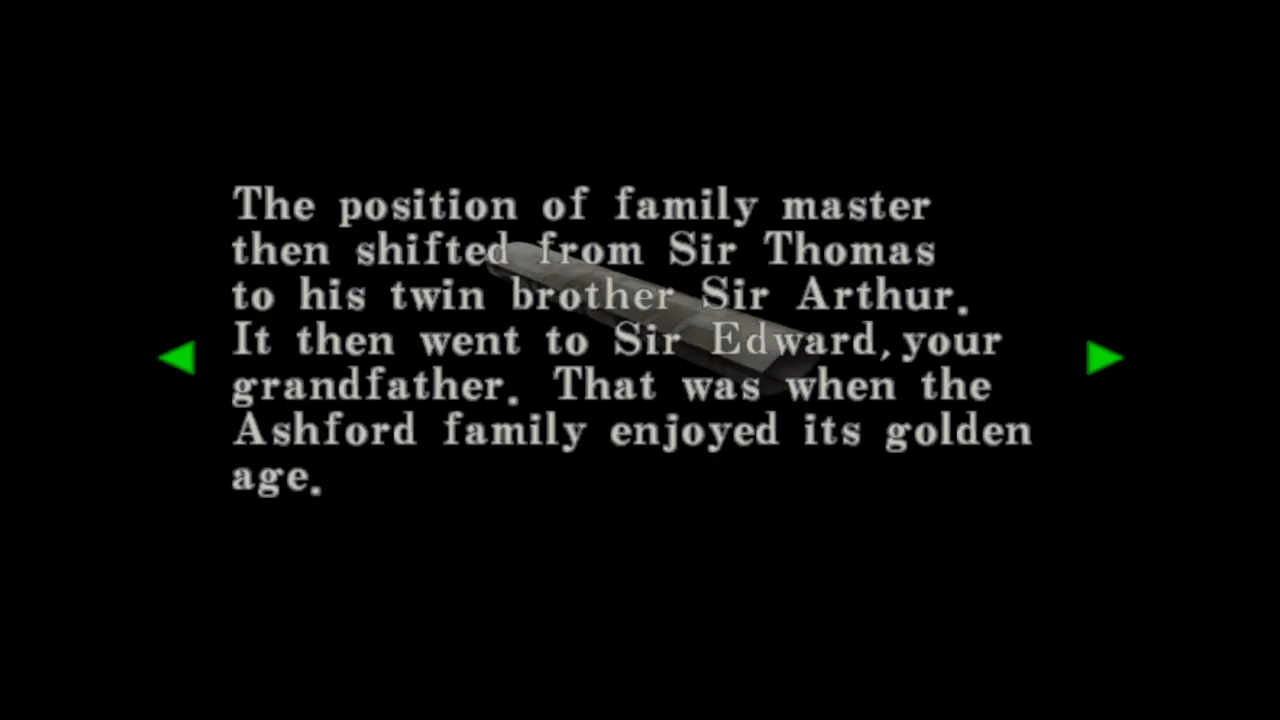 The position of family master
then shifted from Sir Thomas
to his twin brother Sir Arthur.
It then went to Sir Edward, your
grandfather. That was when the
Ashford family enjoyed its golden
age.